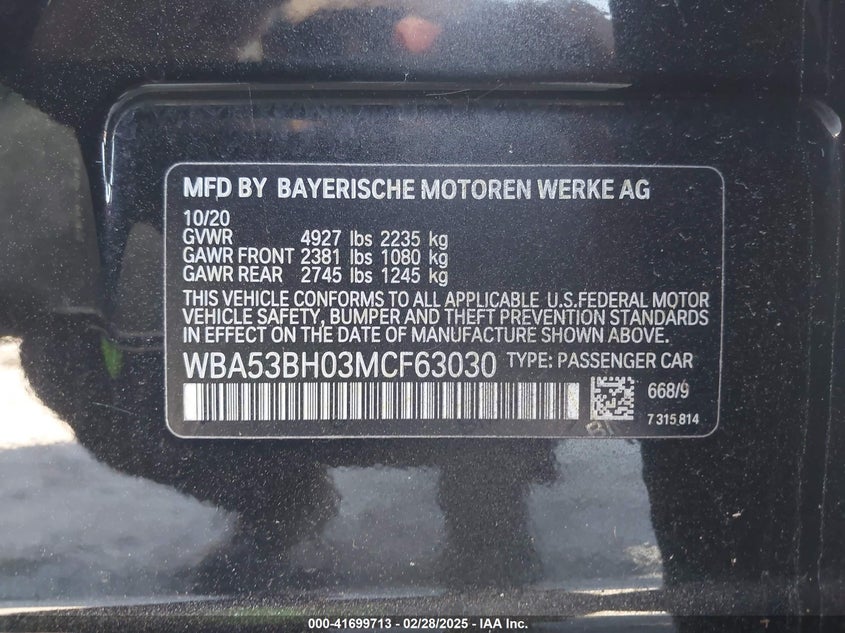 MFD BY BAYERISCHE MOTOREN WERKE AG
10/20
GVWR 4927 lbs 2235 kg
GAWR FRONT 2381 lbs 1080 kg
GAWR REAR 2745 lbs 1245 kg
THIS VEHICLE CONFORMS TO ALL APPLICABLE U.S.FEDERAL MOTOR
VEHICLE SAFETY, BUMPER AND THEFT PREVENTION STANDARDS
IN EFFECT ON THE DATE OF MANUFACTURE SHOWN ABOVE.
WBA53BH03MCF63030 TYPE: PASSENGER CAR
668/9
7 315 814
000-41699713 - 02/28/2025 - IAA Inc.